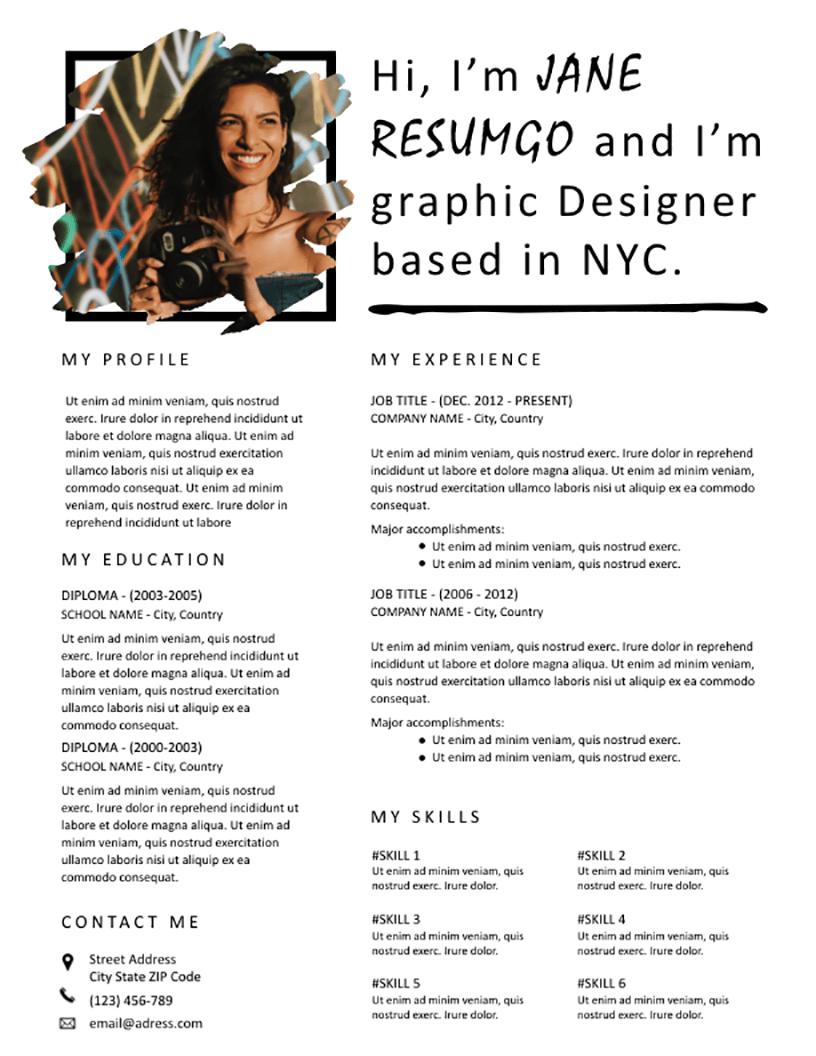 Hi, I'm JANE
RESUMGO and I'm
graphic Designer
based in NYC.
MY PROFILE
Ut enim ad minim veniam, quis nostrud
exerc. Irure dolor in reprehend incididunt ut
labore et dolore magna aliqua. Ut enim ad
minim veniam, quis nostrud exercitation
ullamco laboris nisi ut aliquip ex ea
commodo consequat. Ut enim ad minim
veniam, quis nostrud exerc. Irure dolor in
reprehend incididunt ut labore
MY EDUCATION
DIPLOMA - (2003-2005)
SCHOOL NAME - City, Country
Ut enim ad minim veniam, quis nostrud
exerc. Irure dolor in reprehend incididunt ut
labore et dolore magna aliqua. Ut enim ad
minim veniam, quis nostrud exercitation
ullamco laboris nisi ut aliquip ex ea
commodo consequat.
DIPLOMA - (2000-2003)
SCHOOL NAME - City, Country
Ut enim ad minim veniam, quis nostrud
exerc. Irure dolor in reprehend incididunt ut
labore et dolore magna aliqua. Ut enim ad
minim veniam, quis nostrud exercitation
ullamco laboris nisi ut aliquip ex ea
commodo consequat.
CONTACT ME
Street Address
City State ZIP Code
(123) 456-789
email@adress.com
MY EXPERIENCE
JOB TITLE - (DEC. 2012 - PRESENT)
COMPANY NAME - City, Country
Ut enim ad minim veniam, quis nostrud exerc. Irure dolor in reprehend
incididunt ut labore et dolore magna aliqua. Ut enim ad minim veniam,
quis nostrud exercitation ullamco laboris nisi ut aliquip ex ea commodo
consequat.
Major accomplishments:
● Ut enim ad minim veniam, quis nostrud exerc.
● Ut enim ad minim veniam, quis nostrud exerc.
JOB TITLE - (2006 - 2012)
COMPANY NAME - City, Country
Ut enim ad minim veniam, quis nostrud exerc. Irure dolor in reprehend
incididunt ut labore et dolore magna aliqua. Ut enim ad minim veniam,
quis nostrud exercitation ullamco laboris nisi ut aliquip ex ea commodo
consequat.
Major accomplishments:
● Ut enim ad minim veniam, quis nostrud exerc.
● Ut enim ad minim veniam, quis nostrud exerc.
MY SKILLS
#SKILL 1
Ut enim ad minim veniam, quis
nostrud exerc. Irure dolor.
#SKILL 2
Ut enim ad minim veniam, quis
nostrud exerc. Irure dolor.
#SKILL 3
Ut enim ad minim veniam, quis
nostrud exerc. Irure dolor.
#SKILL 4
Ut enim ad minim veniam, quis
nostrud exerc. Irure dolor.
#SKILL 5
Ut enim ad minim veniam, quis
nostrud exerc. Irure dolor.
#SKILL 6
Ut enim ad minim veniam, quis
nostrud exerc. Irure dolor.